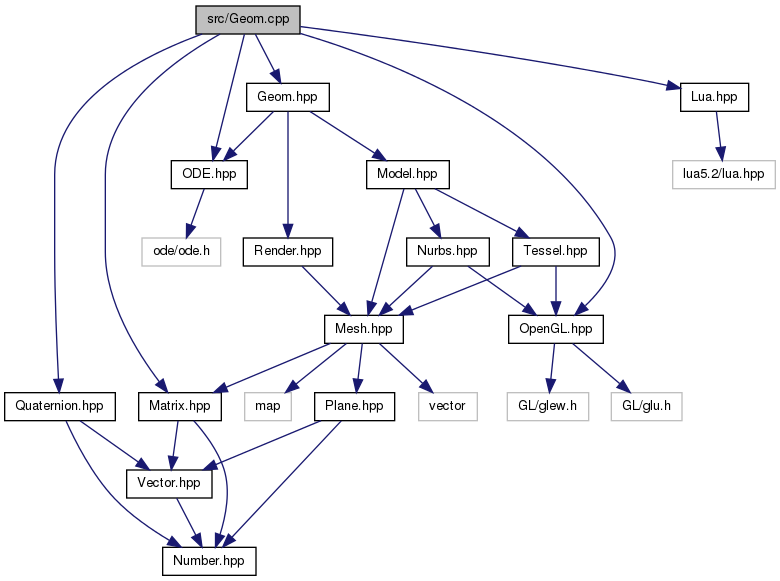 src/Geom.cpp
Geom.hpp
Lua.hpp
ODE.hpp
Model.hpp
lua5.2/lua.hpp
ode/ode.h
Render.hpp
Nurbs.hpp
Tessel.hpp
Mesh.hpp
OpenGL.hpp
Quaternion.hpp
Matrix.hpp
map
Plane.hpp
vector
GL/glew.h
GL/glu.h
Vector.hpp
Number.hpp